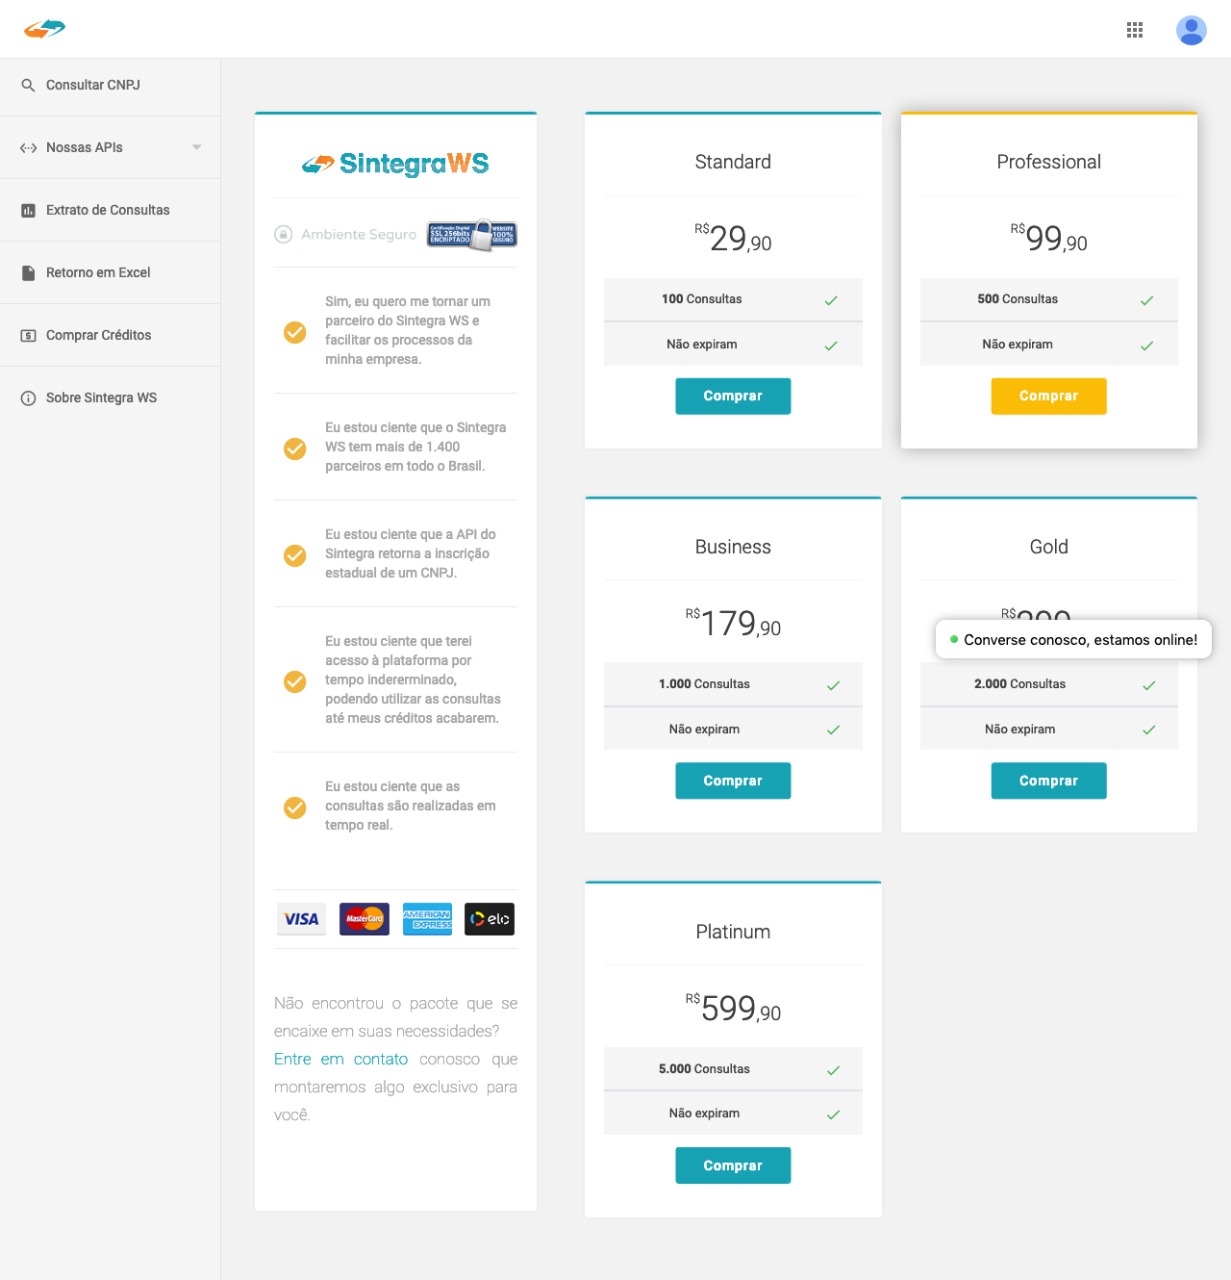 Consultar CNPJ
Nossas APIs
Extrato de Consultas
Retorno em Excel
Comprar Créditos
Sobre Sintegra WS
SintegraWS
Ambiente Seguro
Certificação Digital
SSL 256bits
ENCRIPTADO
WEBSITE
100%
SEGURO
Sim, eu quero me tornar um
parceiro do Sintegra WS e
facilitar os processos da
minha empresa.
Eu estou ciente que o Sintegra
WS tem mais de 1.400
parceiros em todo o Brasil.
Eu estou ciente que a API do
Sintegra retorna a inscrição
estadual de um CNPJ.
Eu estou ciente que terei
acesso à plataforma por
tempo indererminado,
podendo utilizar as consultas
até meus créditos acabarem.
Eu estou ciente que as
consultas são realizadas em
tempo real.
VISA
MasterCard
AMERICAN
EXPRESS
elo
Não encontrou o pacote que se
encaixe em suas necessidades?
Entre em contato conosco que
montaremos algo exclusivo para
você.
Standard
R$29,90
100 Consultas
Não expiram
Comprar
Professional
R$99,90
500 Consultas
Não expiram
Comprar
Business
R$179,90
1.000 Consultas
Não expiram
Comprar
Gold
R$
Converse conosco, estamos online!
2.000 Consultas
Não expiram
Comprar
Platinum
R$599,90
5.000 Consultas
Não expiram
Comprar